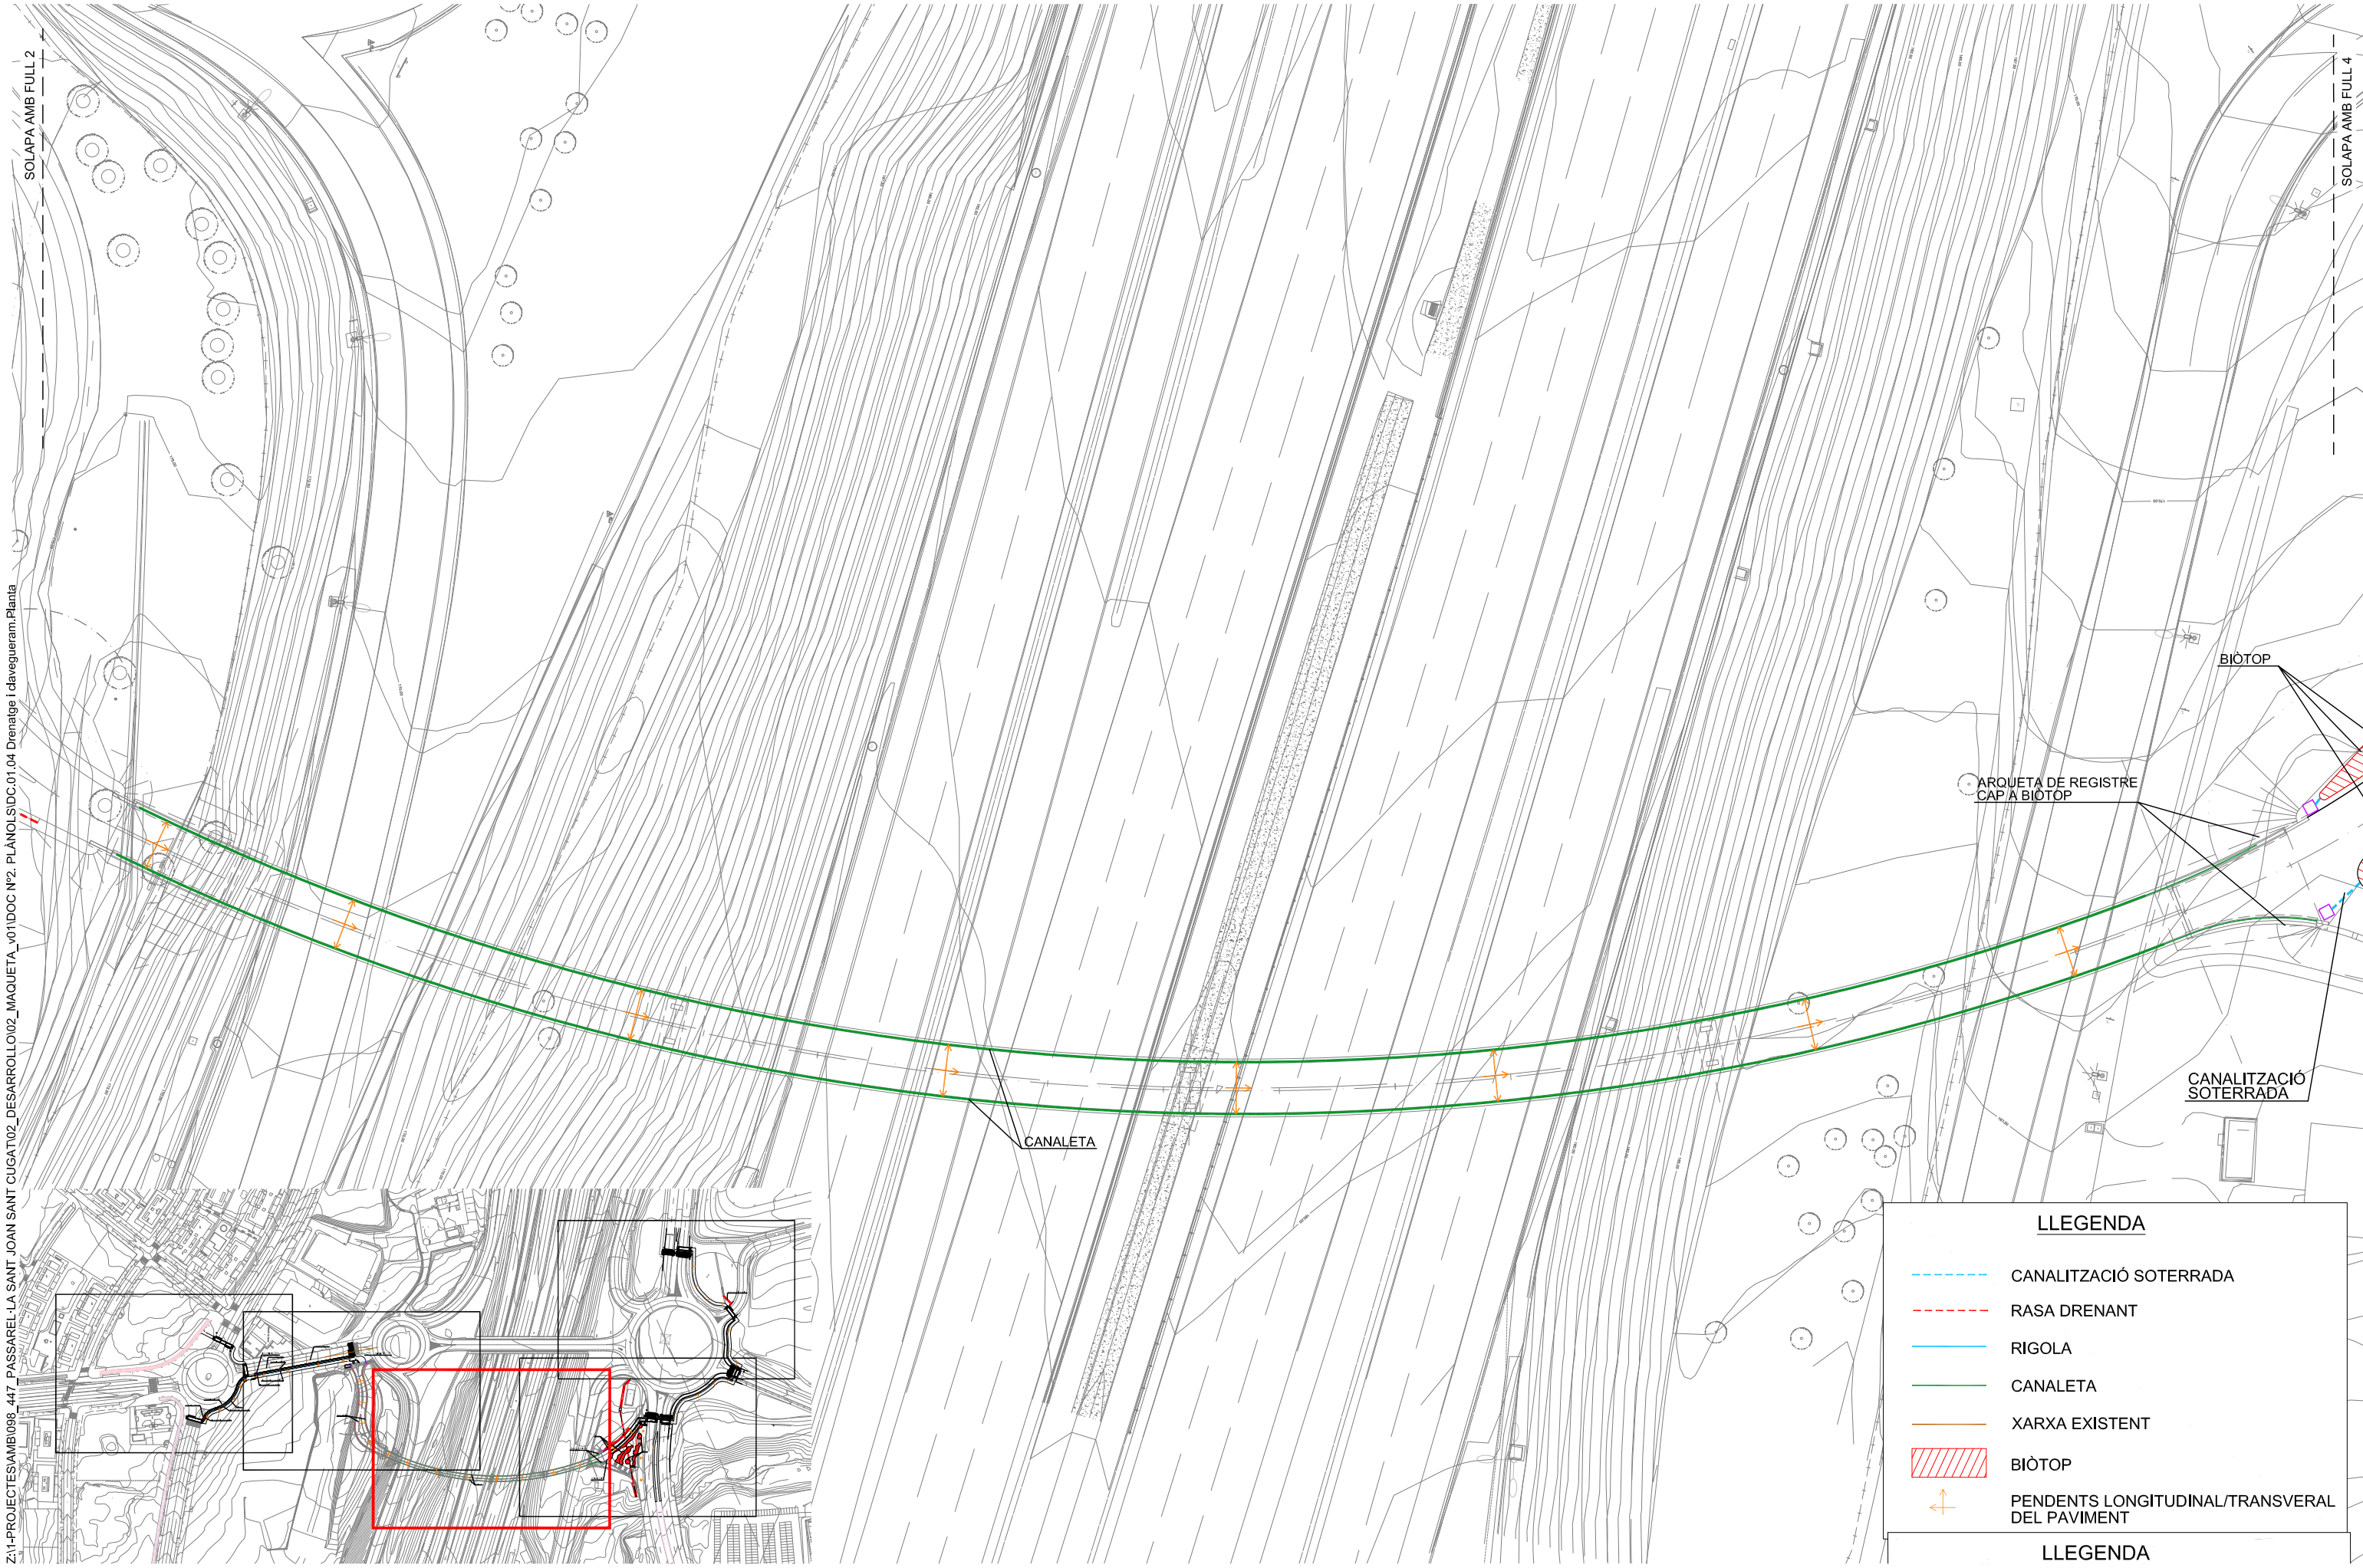 SOLAPA AMB FULL 2
SOLAPA AMB FULL 4
Z:\1-PROJECTES\AMB\098_447_PASSAREL·LA SANT JOAN SANT CUGAT\02_DESARROLLO\02_MAQUETA_v01\DOC Nº2. PLÀNOLS\DC.01.04 Drenatge i clavegueram.Planta
BIÒTOP
ARQUETA DE REGISTRE
CAP A BIÒTOP
CANALITZACIÓ
SOTERRADA
CANALETA
LLEGENDA
CANALITZACIÓ SOTERRADA
RASA DRENANT
RIGOLA
CANALETA
XARXA EXISTENT
BIÒTOP
PENDENTS LONGITUDINAL/TRANSVERAL
DEL PAVIMENT
LLEGENDA